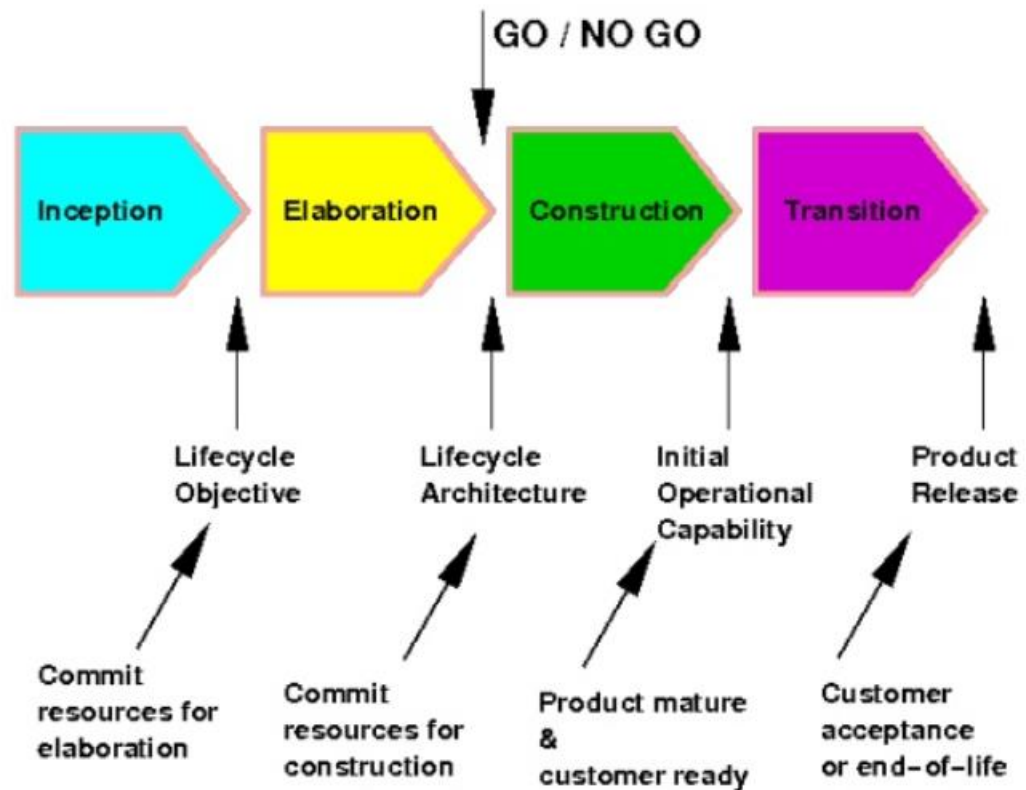 GO / NO GO
Inception
Elaboration
Construction
Transition
Lifecycle
Objective
Lifecycle
Architecture
Initial
Operational
Capability
Product
Release
Commit
resources for
elaboration
Commit
resources for
construction
Product mature
&
customer ready
Customer
acceptance
or end-of-life